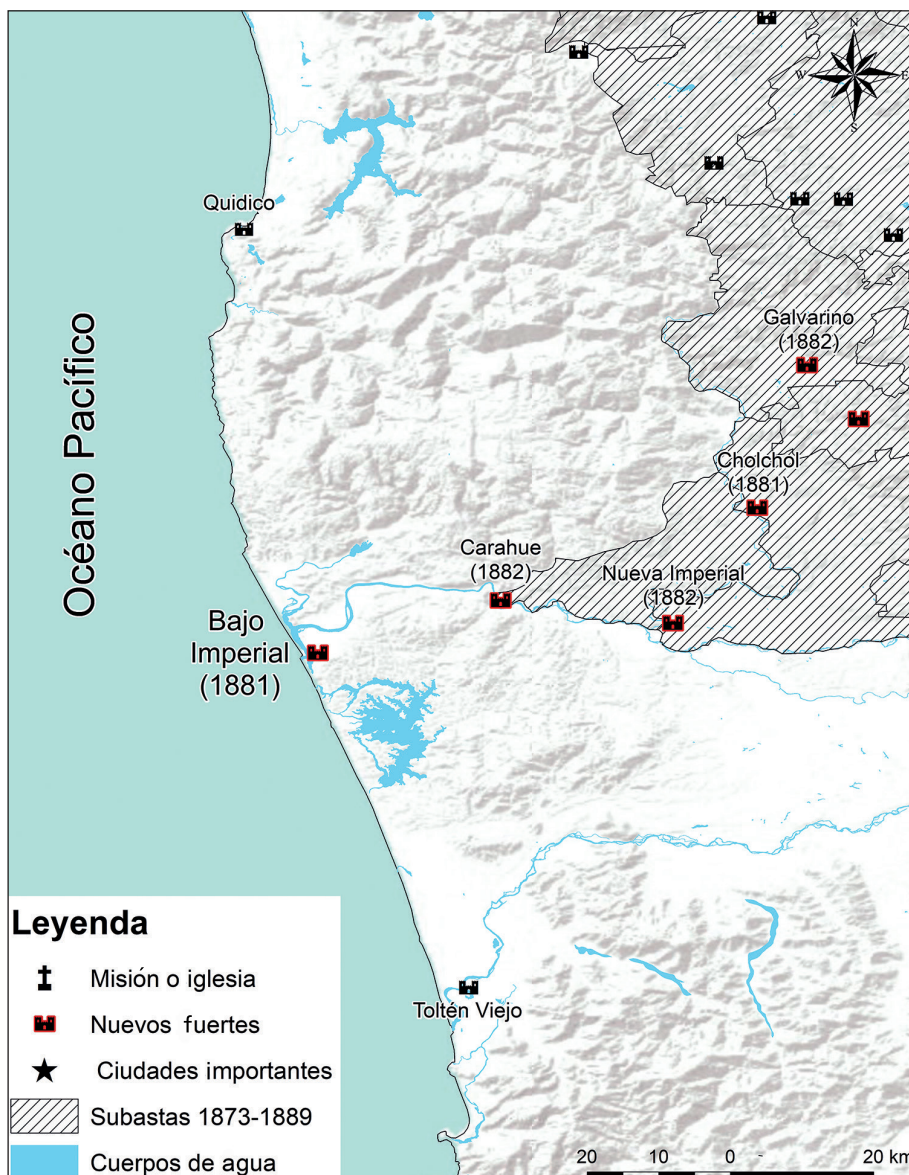 N
W E
S
Quidico
Galvarino
(1882)
Océano Pacífico
Cholchol
(1881)
Carahue
(1882)
Nueva Imperial
(1882)
Bajo
Imperial
(1881)
Toltén Viejo
Leyenda
Misión o iglesia
Nuevos fuertes
Ciudades importantes
Subastas 1873-1889
Cuerpos de agua
20 10 0 20 km